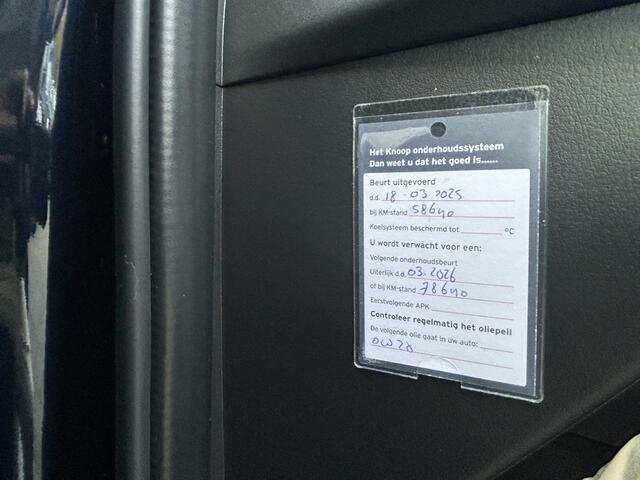 Het Knoop onderhoudssysteem
Dan weet u dat het goed is......
Beurt uitgevoerd
d.d. 18-03 2025
bij KM-stand 58640
Koelsysteem beschermd tot °C
U wordt verwacht voor een:
Volgende onderhoudsbeurt
Uiterlijk d.d. 03.2026
of bij KM-stand 78640
Eerstvolgende APK
Controleer regelmatig het oliepeil
De volgende olie gaat in uw auto:
0W20